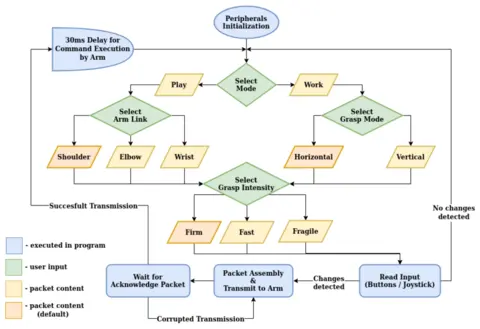 Peripherals
Initialization
30ms Delay for
Command Execution
by Arm
Select
Mode
Play
Work
Select
Arm Link
Select
Grasp Mode
Shoulder
Elbow
Wrist
Horizontal
Vertical
Select
Grasp Intensity
Succesfult Transmission
No changes
detected
Firm
Fast
Fragile
- executed in program
- user input
- packet content
- packet content
(default)
Wait for
Acknowledge Packet
Packet Assembly
&
Transmit to Arm
Changes
detected
Read Input
(Buttons / Joystick)
Corrupted Transmission